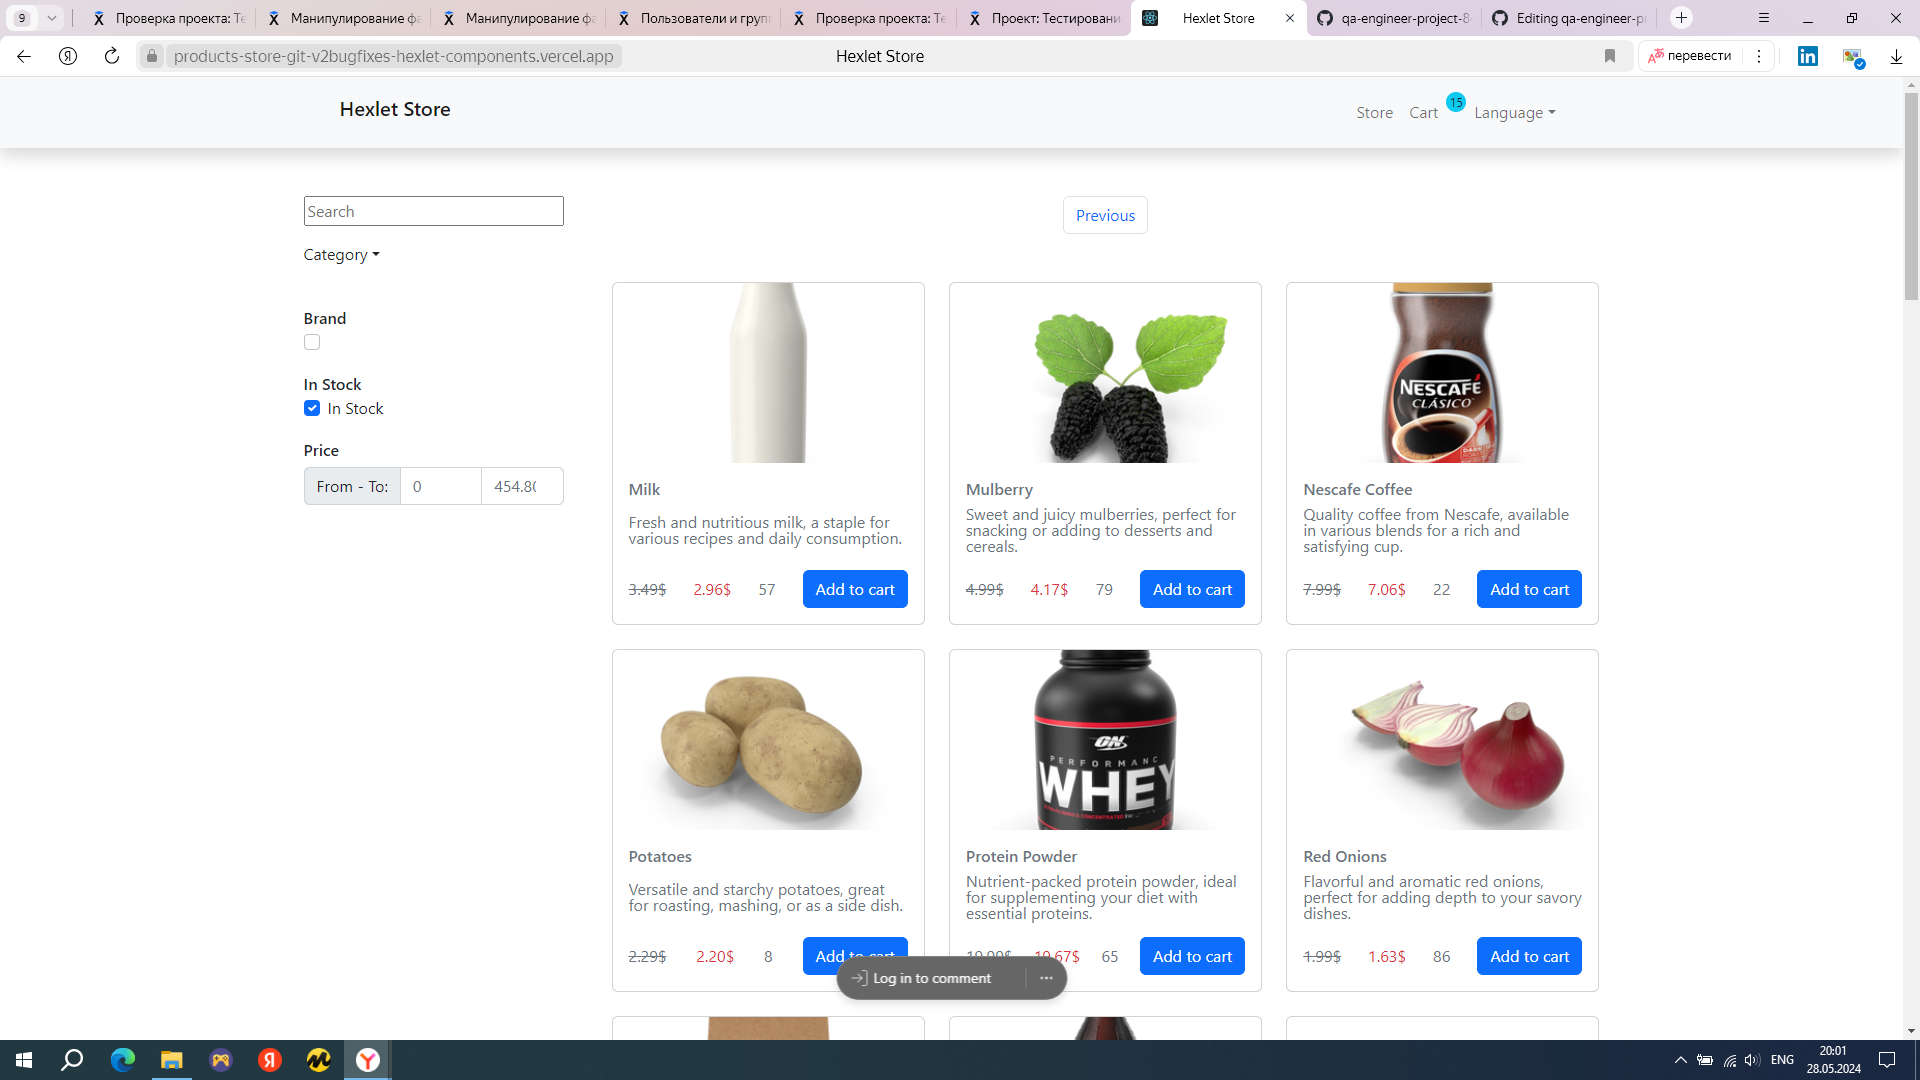 9
Проверка проекта: Те
Манипулирование фа
Манипулирование фа
Пользователи и груп
Проверка проекта: Те
Проект: Тестировани
Hexlet Store
qa-engineer-project-8
Editing qa-engineer-p
products-store-git-v2bugfixes-hexlet-components.vercel.app
Hexlet Store
перевести
Hexlet Store
Store
Cart
15
Language
Search
Previous
Category
Brand
In Stock
In Stock
Price
From - To:
0
454.80
Milk
Fresh and nutritious milk, a staple for
various recipes and daily consumption.
3.49$ 2.96$ 57 Add to cart
Mulberry
Sweet and juicy mulberries, perfect for
snacking or adding to desserts and
cereals.
4.99$ 4.17$ 79 Add to cart
NESCAFÉ
CLÁSICO
Nescafe Coffee
Quality coffee from Nescafe, available
in various blends for a rich and
satisfying cup.
7.99$ 7.06$ 22 Add to cart
Potatoes
Versatile and starchy potatoes, great
for roasting, mashing, or as a side dish.
2.29$ 2.20$ 8 Add to cart
ON
PERFORMANC
WHEY
Protein Powder
Nutrient-packed protein powder, ideal
for supplementing your diet with
essential proteins.
65 Add to cart
Red Onions
Flavorful and aromatic red onions,
perfect for adding depth to your savory
dishes.
1.99$ 1.63$ 86 Add to cart
Log in to comment
ENG
20:01
28.05.2024